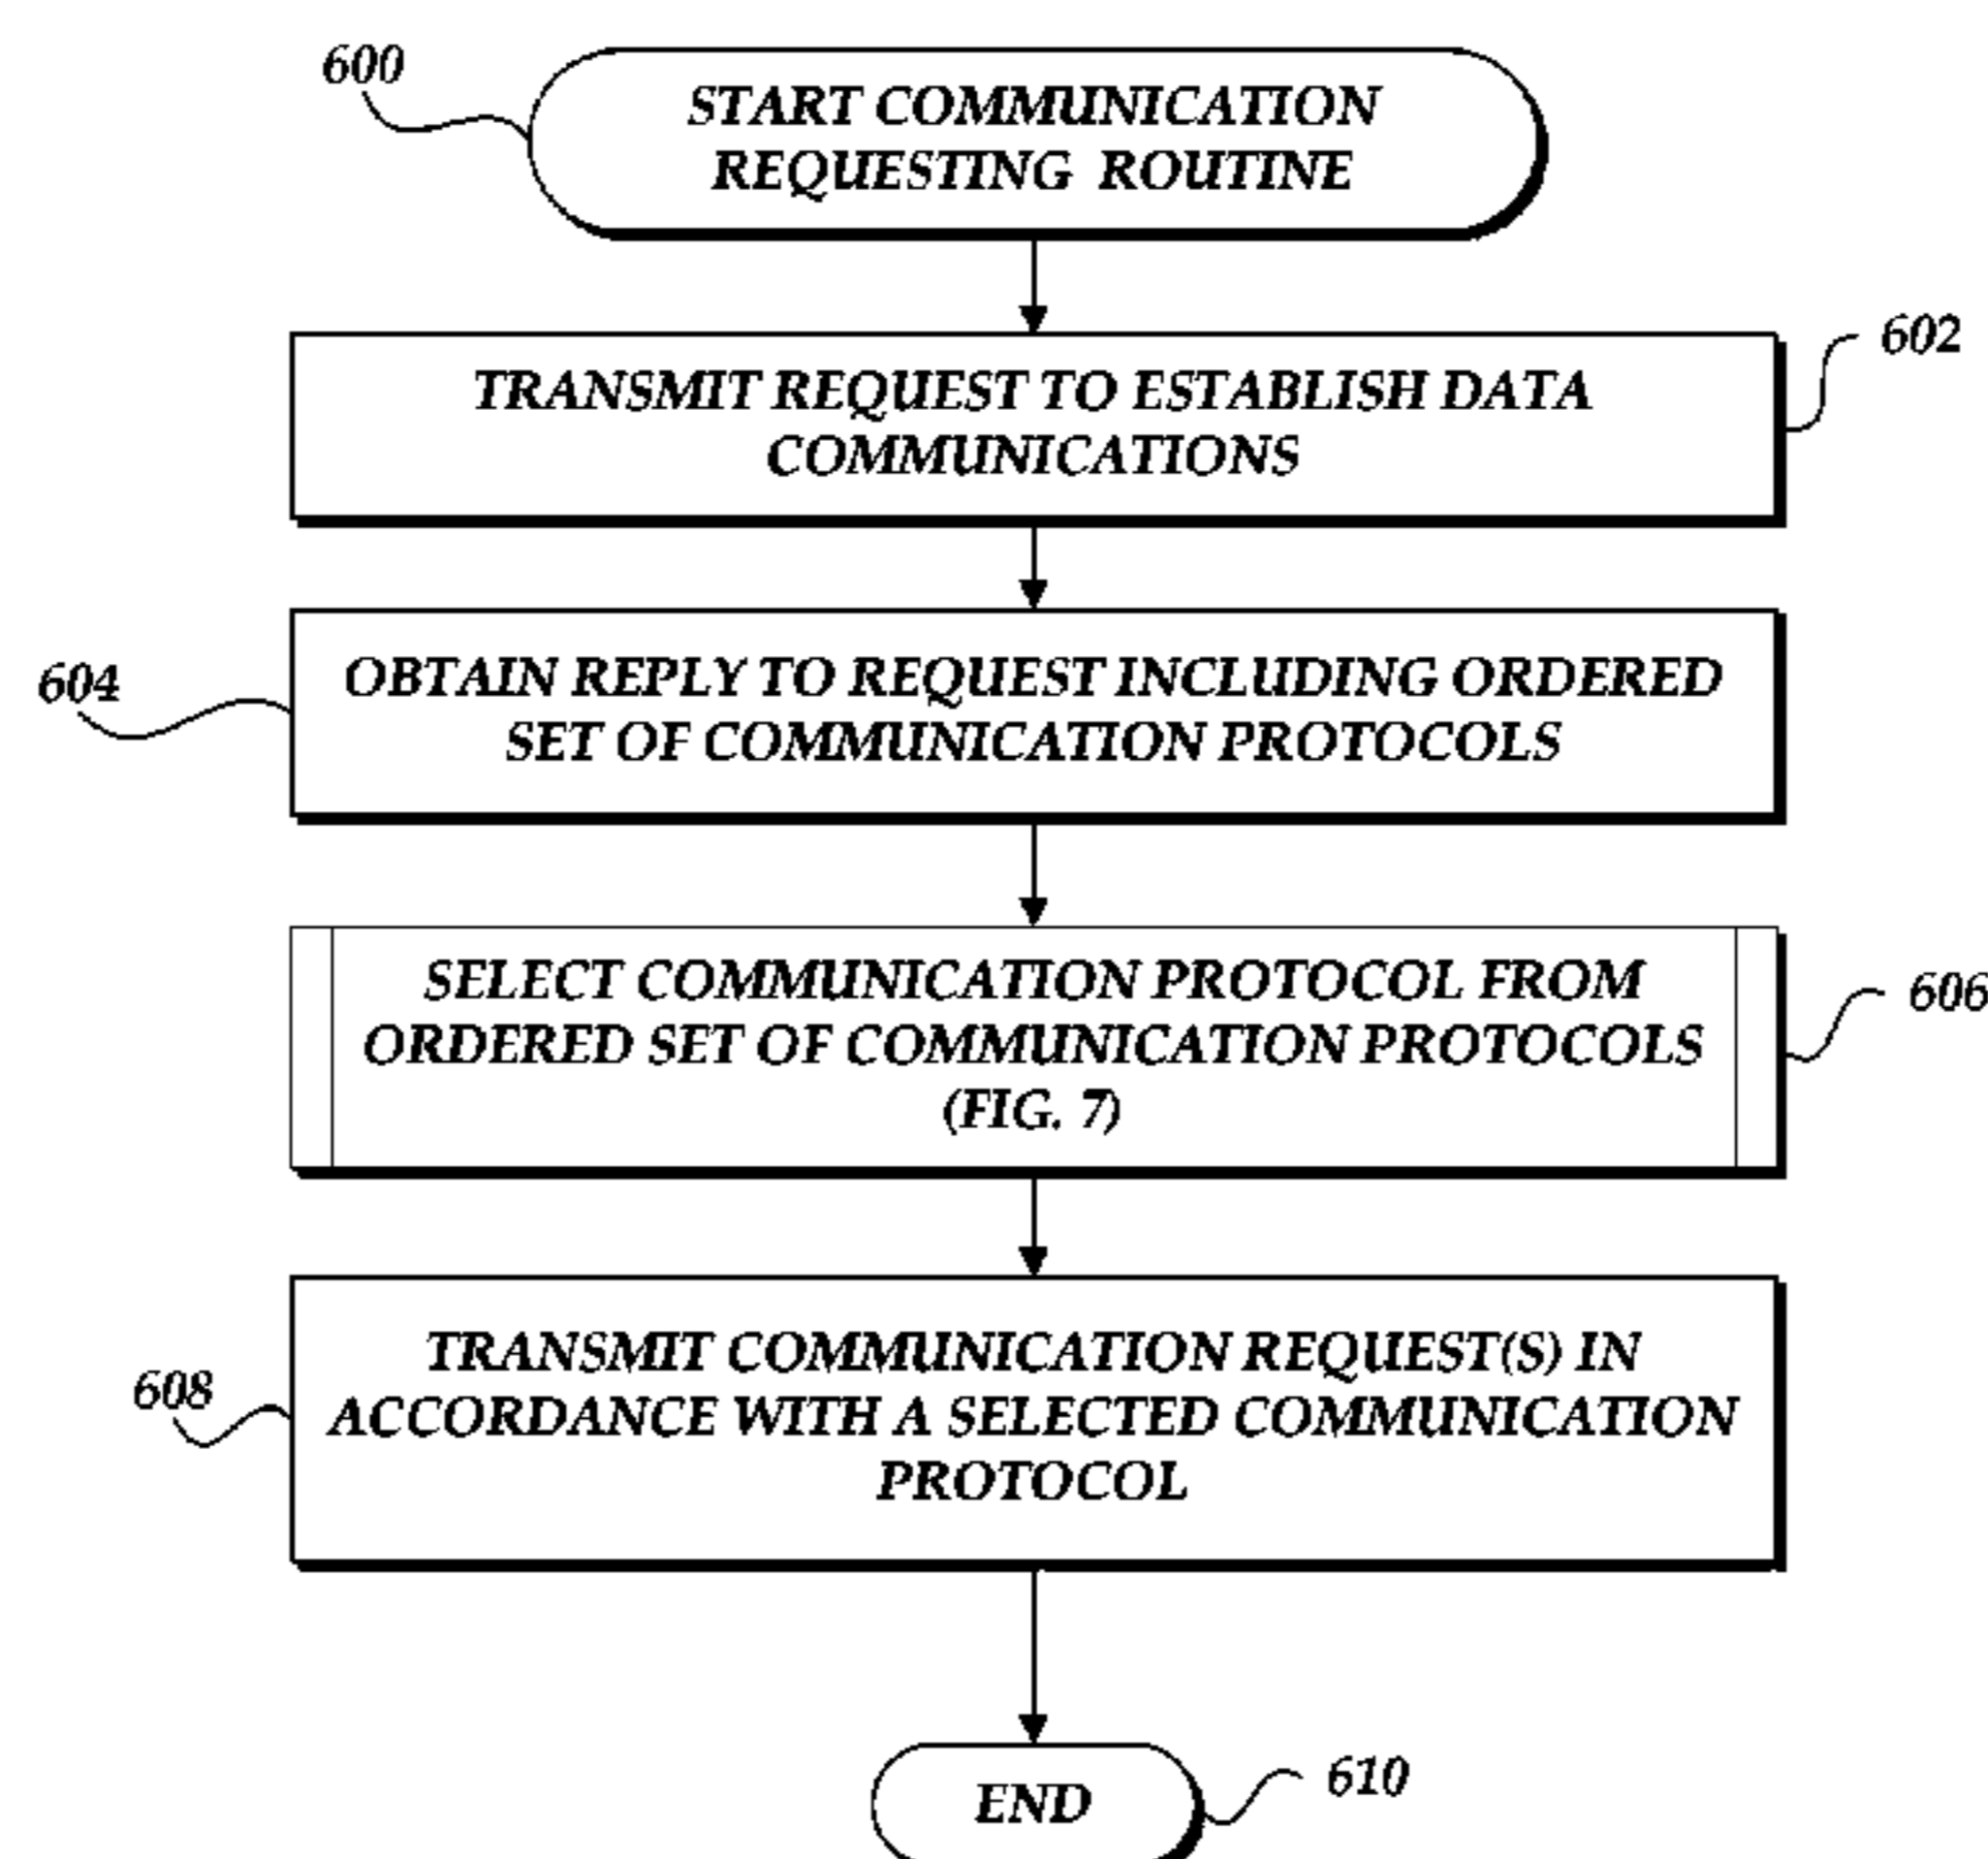 600
START COMMUNICATION
REQUESTING ROUTINE
602
TRANSMIT REQUEST TO ESTABLISH DATA
COMMUNICATIONS
604
OBTAIN REPLY TO REQUEST INCLUDING ORDERED
SET OF COMMUNICATION PROTOCOLS
606
SELECT COMMUNICATION PROTOCOL FROM
ORDERED SET OF COMMUNICATION PROTOCOLS
(FIG. 7)
608
TRANSMIT COMMUNICATION REQUEST(S) IN
ACCORDANCE WITH A SELECTED COMMUNICATION
PROTOCOL
END
610